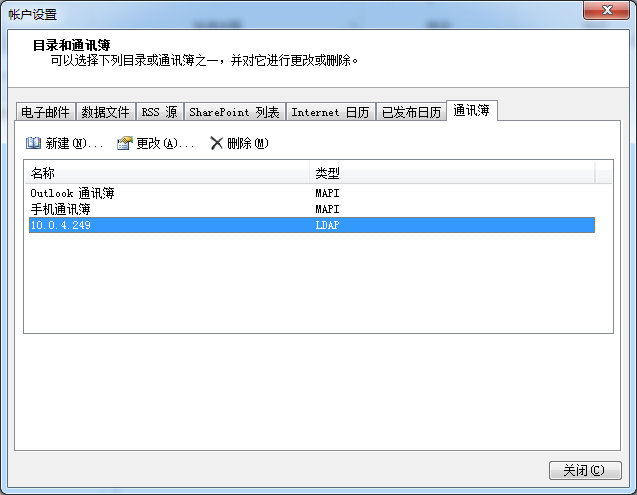 帐户设置
目录和通讯簿
可以选择下列目录或通讯簿之一，并对它进行更改或删除。
电子邮件 数据文件 RSS 源 SharePoint 列表 Internet 日历 已发布日历 通讯簿
新建(N)... 更改(A)... 删除(M)
名称 类型
Outlook 通讯簿 MAPI
手机通讯簿 MAPI
10.0.4.249 LDAP
关闭(C)